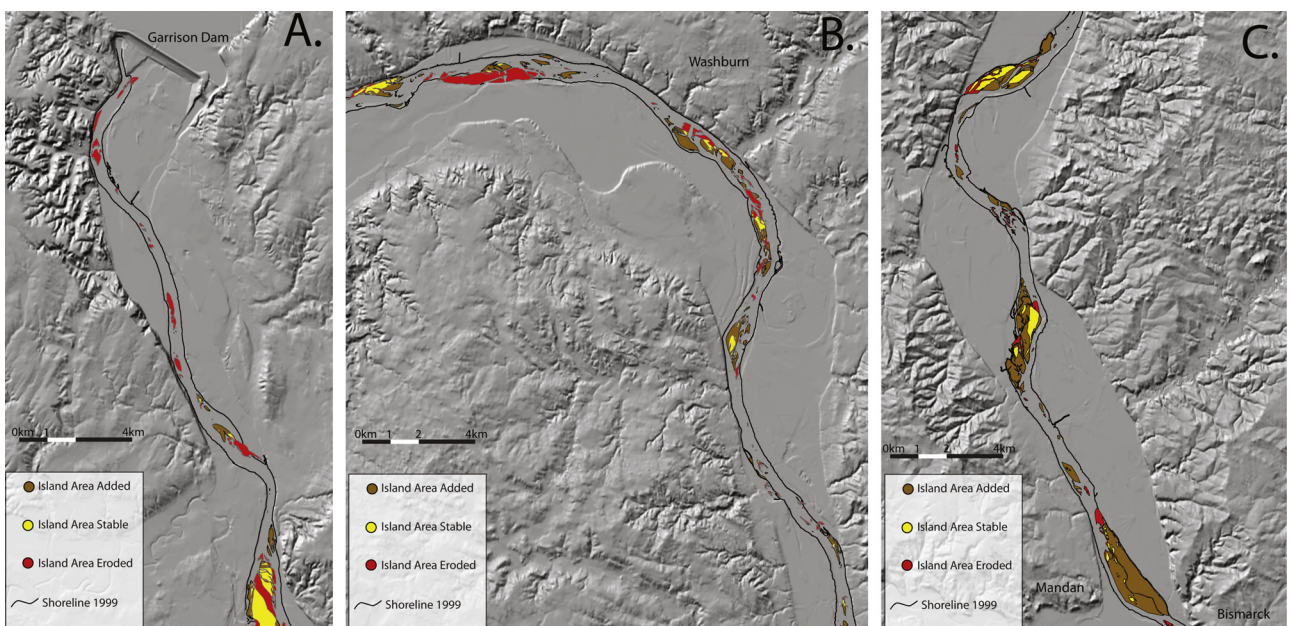 A.
Garrison Dam
0km 1 4km
Island Area Added
Island Area Stable
Island Area Eroded
Shoreline 1999
B.
Washburn
0km 1 2 4km
Island Area Added
Island Area Stable
Island Area Eroded
Shoreline 1999
C.
0km 1 2 4km
Island Area Added
Island Area Stable
Island Area Eroded
Shoreline 1999
Mandan
Bismarck